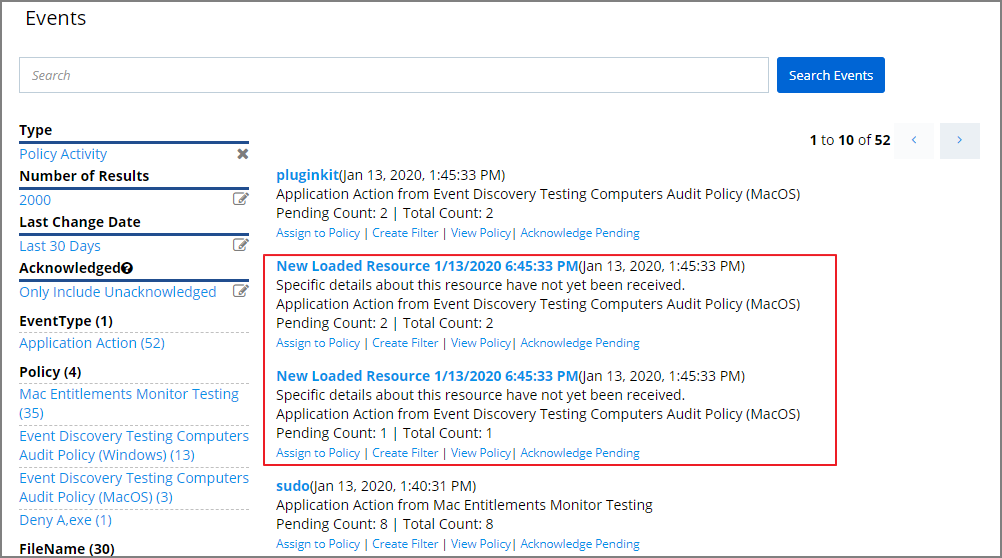 Events
Search
Search Events
Type
Policy Activity
Number of Results
2000
Last Change Date
Last 30 Days
Acknowledged?
Only Include Unacknowledged
EventType (1)
Application Action (52)
Policy (4)
Mac Entitlements Monitor Testing
(35)
Event Discovery Testing Computers
Audit Policy (Windows) (13)
Event Discovery Testing Computers
Audit Policy (MacOS) (3)
Deny A,exe (1)
FileName (30)
1 to 10 of 52
pluginkit(Jan 13, 2020, 1:45:33 PM)
Application Action from Event Discovery Testing Computers Audit Policy (MacOS)
Pending Count: 2 | Total Count: 2
Assign to Policy | Create Filter | View Policy| Acknowledge Pending
New Loaded Resource 1/13/2020 6:45:33 PM(Jan 13, 2020, 1:45:33 PM)
Specific details about this resource have not yet been received.
Application Action from Event Discovery Testing Computers Audit Policy (MacOS)
Pending Count: 2 | Total Count: 2
Assign to Policy | Create Filter | View Policy| Acknowledge Pending
New Loaded Resource 1/13/2020 6:45:33 PM(Jan 13, 2020, 1:45:33 PM)
Specific details about this resource have not yet been received.
Application Action from Event Discovery Testing Computers Audit Policy (MacOS)
Pending Count: 1 | Total Count: 1
Assign to Policy | Create Filter | View Policy| Acknowledge Pending
sudo(Jan 13, 2020, 1:40:31 PM)
Application Action from Mac Entitlements Monitor Testing
Pending Count: 8 | Total Count: 8
Assign to Policy | Create Filter | View Policy| Acknowledge Pending